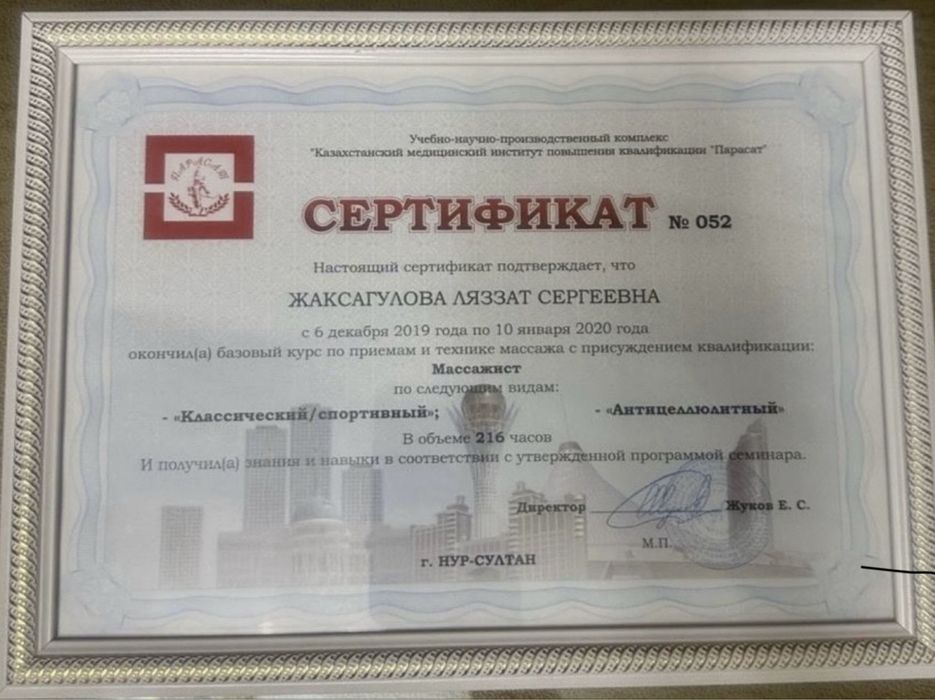 Учебно-научно-производственный комплекс
"Казахстанский медицинский институт повышения квалификации "Парасат"
ПАРАСАТ
СЕРТИФИКАТ № 052
Настоящий сертификат подтверждает, что
ЖАКСАГУЛОВА ЛЯЗЗАТ СЕРГЕЕВНА
с 6 декабря 2019 года по 10 января 2020 года
окончил(а) базовый курс по приемам и технике массажа с присуждением квалификации:
Массажист
по следующим видам:
- «Классический/спортивный»; - «Антицеллюлитный»
В объеме 216 часов
И получил(а) знания и навыки в соответствии с утвержденной программой семинара.
Директор Жуков Е. С.
М.П.
г. НУР-СУЛТАН